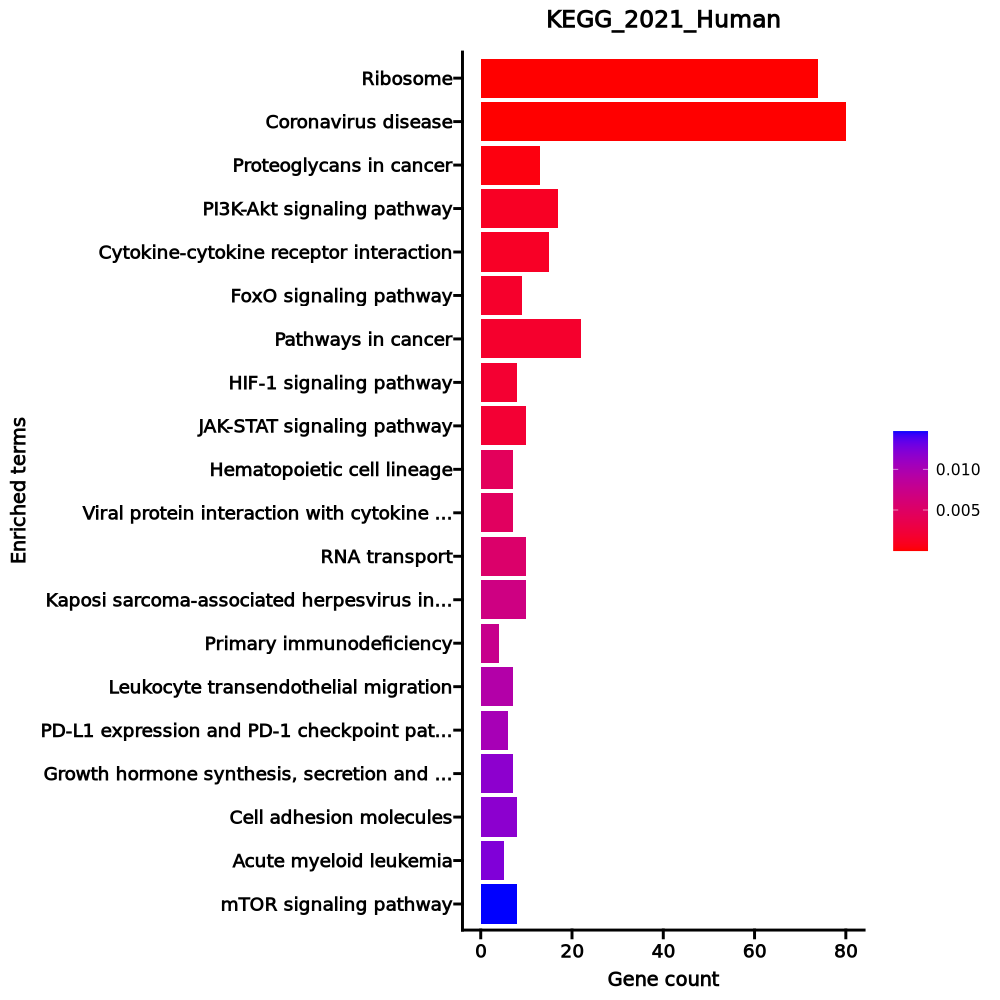 KEGG_2021_Human
Ribosome
Coronavirus disease
Proteoglycans in cancer
PI3K-Akt signaling pathway
Cytokine-cytokine receptor interaction
FoxO signaling pathway
Pathways in cancer
HIF-1 signaling pathway
JAK-STAT signaling pathway
Hematopoietic cell lineage
Viral protein interaction with cytokine ...
RNA transport
Kaposi sarcoma-associated herpesvirus in...
Primary immunodeficiency
Leukocyte transendothelial migration
PD-L1 expression and PD-1 checkpoint pat...
Growth hormone synthesis, secretion and ...
Cell adhesion molecules
Acute myeloid leukemia
mTOR signaling pathway
Enriched terms
0 20 40 60 80
Gene count
0.010
0.005